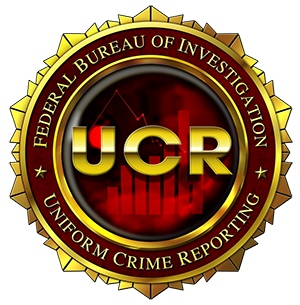 FEDERAL BUREAU OF INVESTIGATION
UCR
UNIFORM CRIME REPORTING